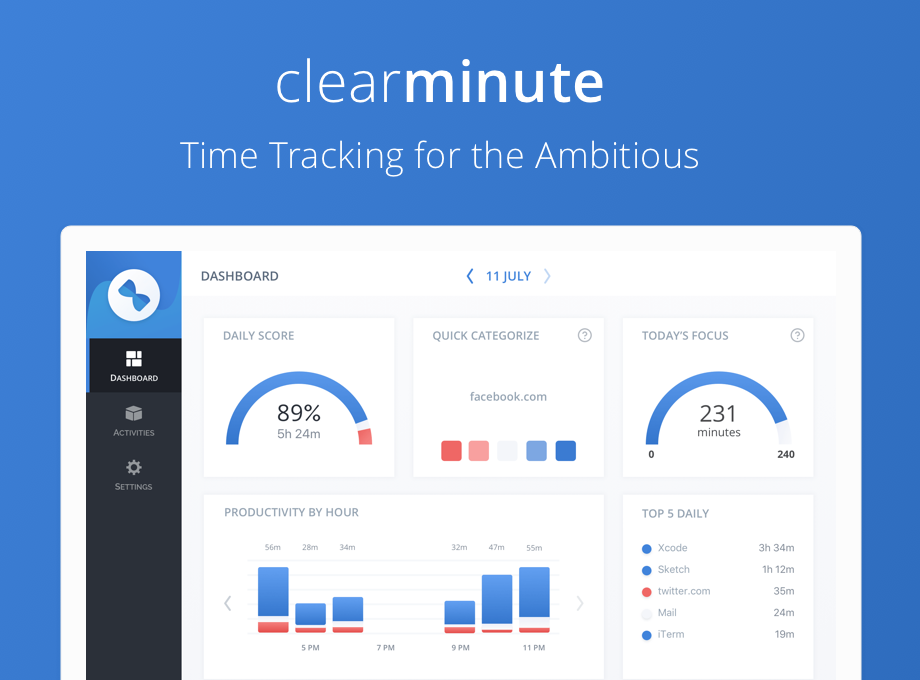 clearminute
Time Tracking for the Ambitious
DASHBOARD
11 JULY
DASHBOARD
ACTIVITIES
SETTINGS
DAILY SCORE
89%
5h 24m
QUICK CATEGORIZE
?
facebook.com
TODAY'S FOCUS
?
231
minutes
0 240
PRODUCTIVITY BY HOUR
56m 28m 34m 32m 47m 55m
5 PM 7 PM 9 PM 11 PM
TOP 5 DAILY
Xcode 3h 34m
Sketch 1h 12m
twitter.com 35m
Mail 24m
iTerm 19m